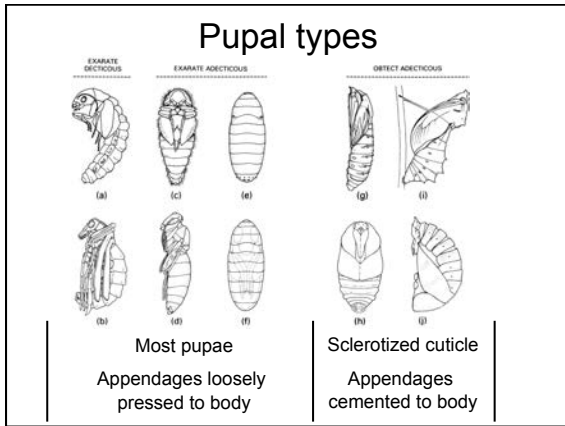 Pupal types
EXARATE
DECTICOUS
EXARATE ADECTICOUS
OBTECT ADECTICOUS
(a)
(c)
(e)
(g)
(i)
(b)
(d)
(f)
(h)
(j)
Most pupae
Appendages loosely
pressed to body
Sclerotized cuticle
Appendages
cemented to body